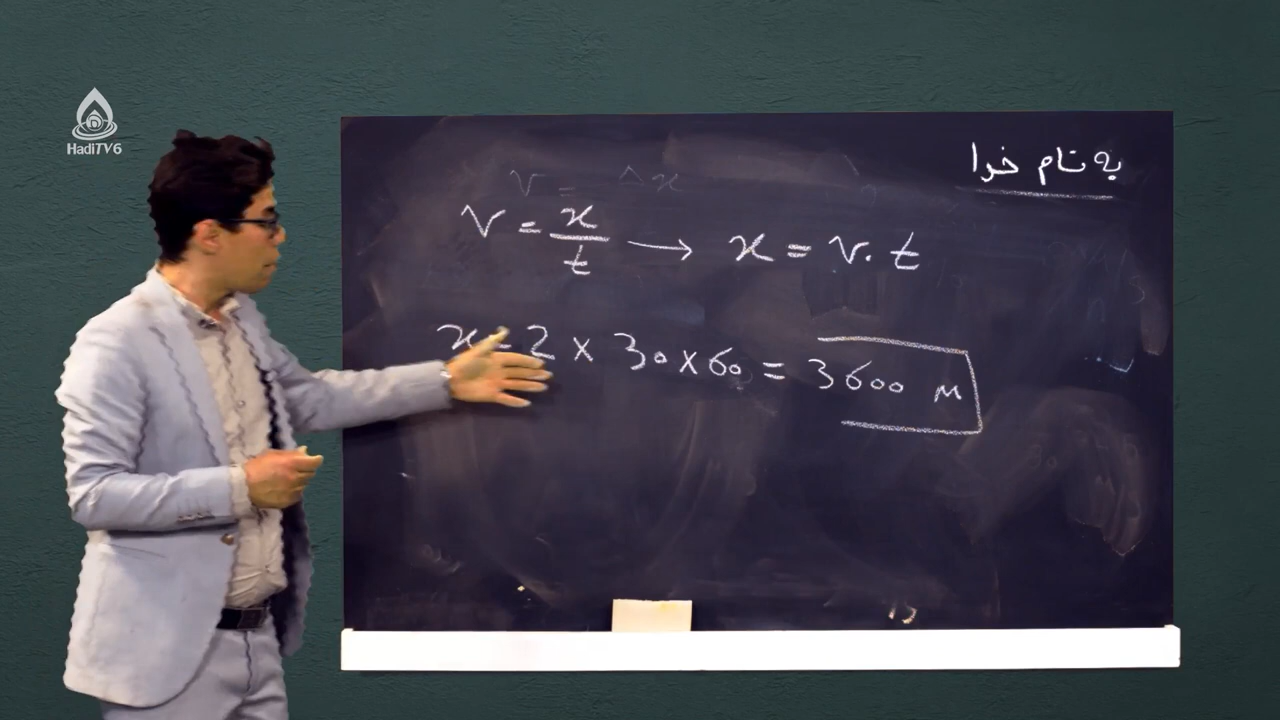 HadiTV6
به نام خدا
V = x/t → x = v. t
x = 2 × 30 × 60 = 3600 м